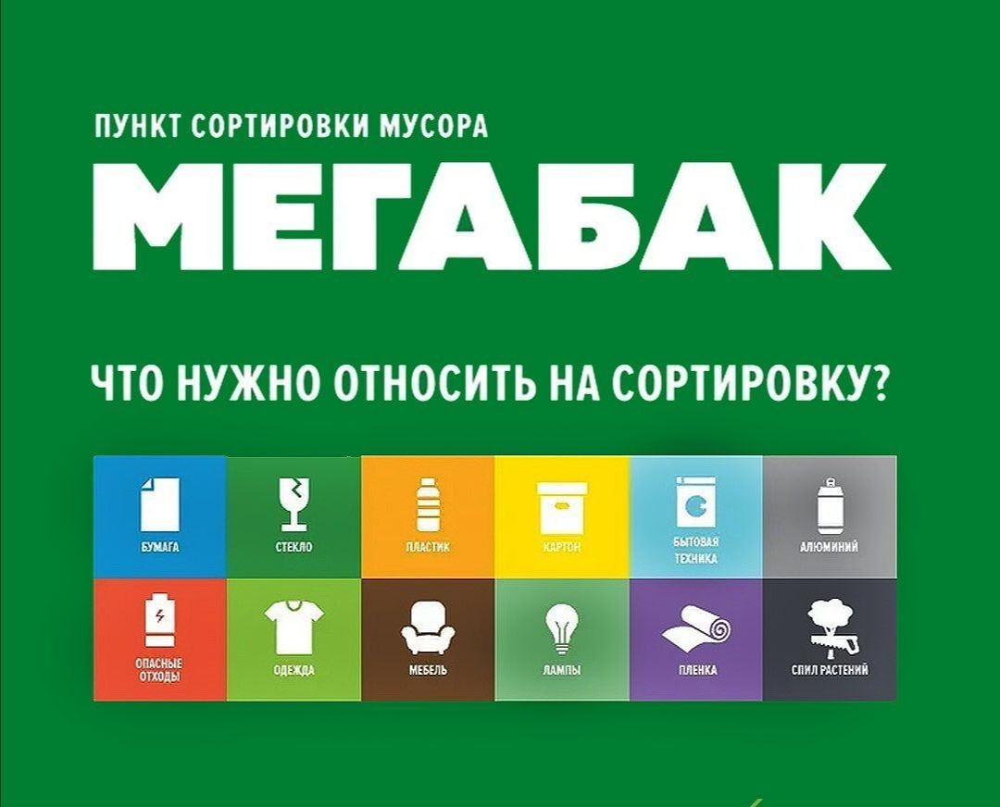 ПУНКТ СОРТИРОВКИ МУСОРА
МЕГАБАК
ЧТО НУЖНО ОТНОСИТЬ НА СОРТИРОВКУ?
БУМАГА
СТЕКЛО
ПЛАСТИК
КАРТОН
БЫТОВАЯ
ТЕХНИКА
АЛЮМИНИЙ
ОПАСНЫЕ
ОТХОДЫ
ОДЕЖДА
МЕБЕЛЬ
ЛАМПЫ
ПЛЕНКА
СПИЛ РАСТЕНИЙ